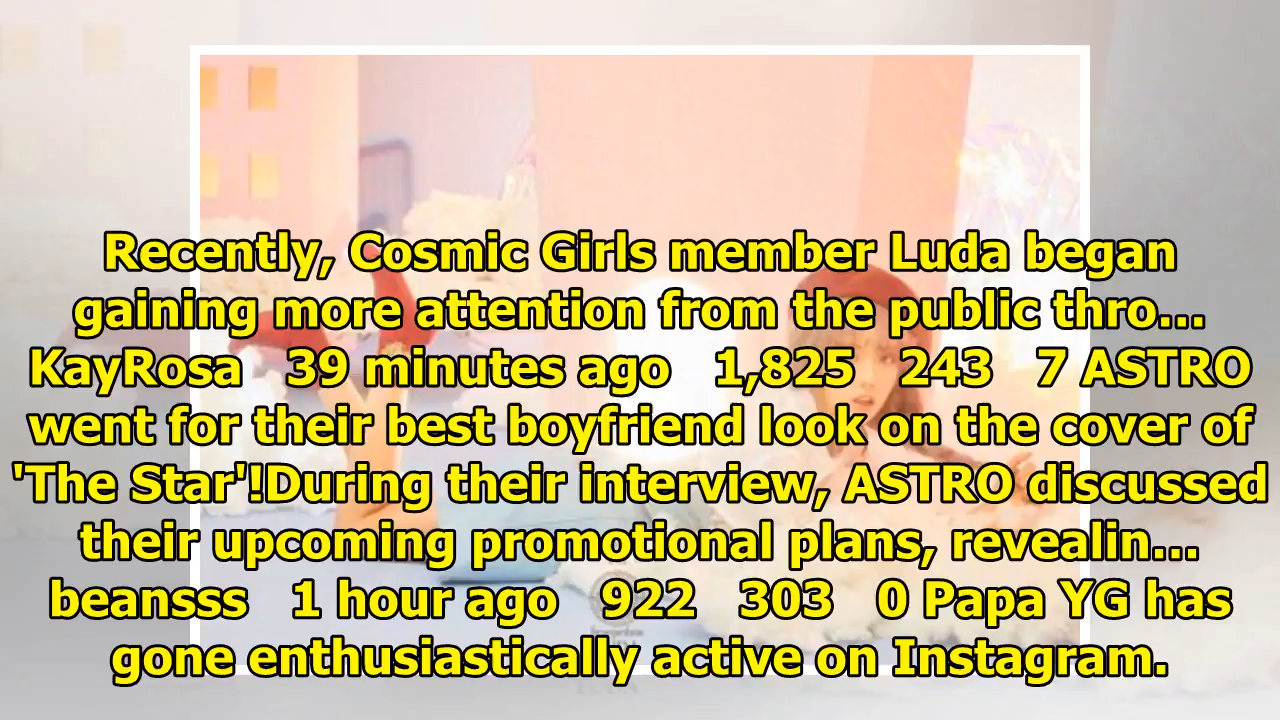 Recently, Cosmic Girls member Luda began
gaining more attention from the public thro...
KayRosa 39 minutes ago 1,825 243 7 ASTRO
went for their best boyfriend look on the cover of
'The Star'!During their interview, ASTRO discussed
their upcoming promotional plans, revealin...
beansss 1 hour ago 922 303 0 Papa YG has
gone enthusiastically active on Instagram.